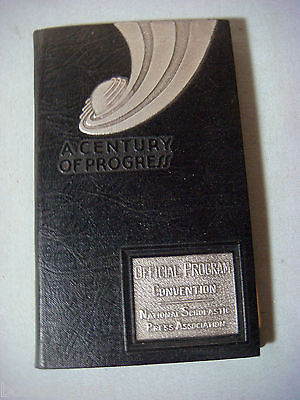 A CENTURY
OF PROGRESS
OFFICIAL PROGRAM
CONVENTION
NATIONAL SCHOLASTIC
PRESS ASSOCIATION